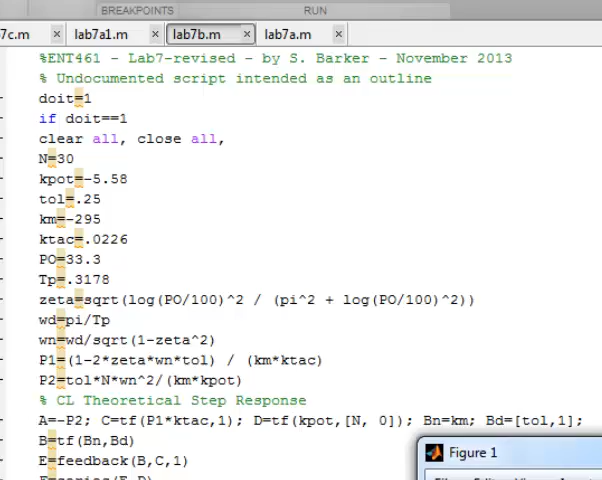 BREAKPOINTS RUN
7c.m × lab7a1.m × lab7b.m × lab7a.m ×
%ENT461 - Lab7-revised - by S. Barker - November 2013
% Undocumented script intended as an outline
doit=1
if doit==1
clear all, close all,
N=30
kpot=-5.58
tol=.25
km=-295
ktac=.0226
PO=33.3
Tp=.3178
zeta=sqrt(log(PO/100)^2 / (pi^2 + log(PO/100)^2))
wd=pi/Tp
wn=wd/sqrt(1-zeta^2)
P1=(1-2*zeta*wn*tol) / (km*ktac)
P2=tol*N*wn^2/(km*kpot)
% CL Theoretical Step Response
A=-P2; C=tf(P1*ktac,1); D=tf(kpot,[N, 0]); Bn=km; Bd=[tol,1];
B=tf(Bn,Bd)
E=feedback(B,C,1)
Figure 1